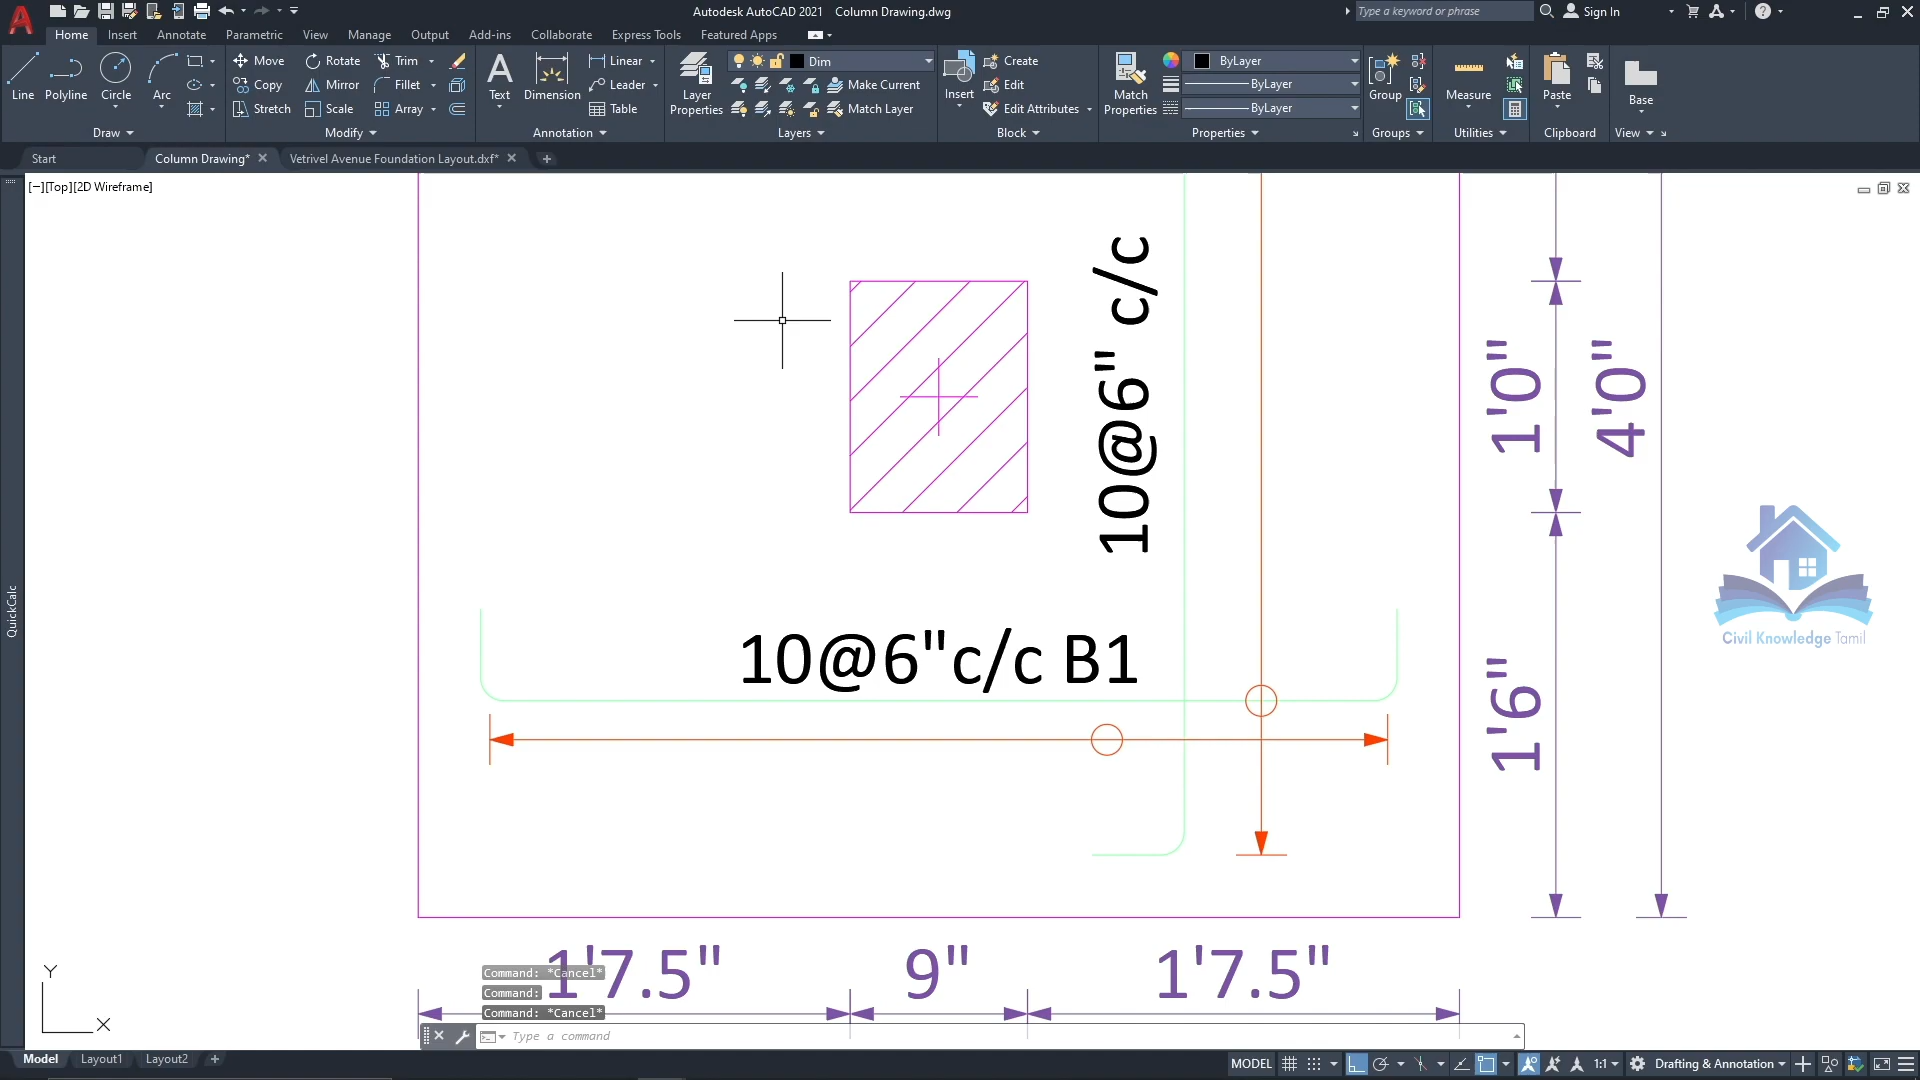 Autodesk AutoCAD 2021 Column Drawing.dwg
Type a keyword or phrase
Sign In
Home Insert Annotate Parametric View Manage Output Add-ins Collaborate Express Tools Featured Apps
Line Polyline Circle Arc
Move Rotate Trim
Copy Mirror Fillet
Stretch Scale Array
Text Dimension
Linear
Leader
Table
Layer Properties
Dim
Make Current
Match Layer
Insert
Create
Edit
Edit Attributes
Match Properties
ByLayer
ByLayer
ByLayer
Group
Measure
Paste
Base
Draw Modify Annotation Layers Block Properties Groups Utilities Clipboard View
Start Column Drawing* Vetrivel Avenue Foundation Layout.dxf*
[−][Top][2D Wireframe]
QuickCalc
10@6" c/c
10@6"c/c B1
1'0"
4'0"
1'6"
Civil Knowledge Tamil
1'7.5" 9" 1'7.5"
Command: *Cancel*
Command:
Command: *Cancel*
Type a command
Y
X
Model Layout1 Layout2
MODEL 1:1 Drafting & Annotation